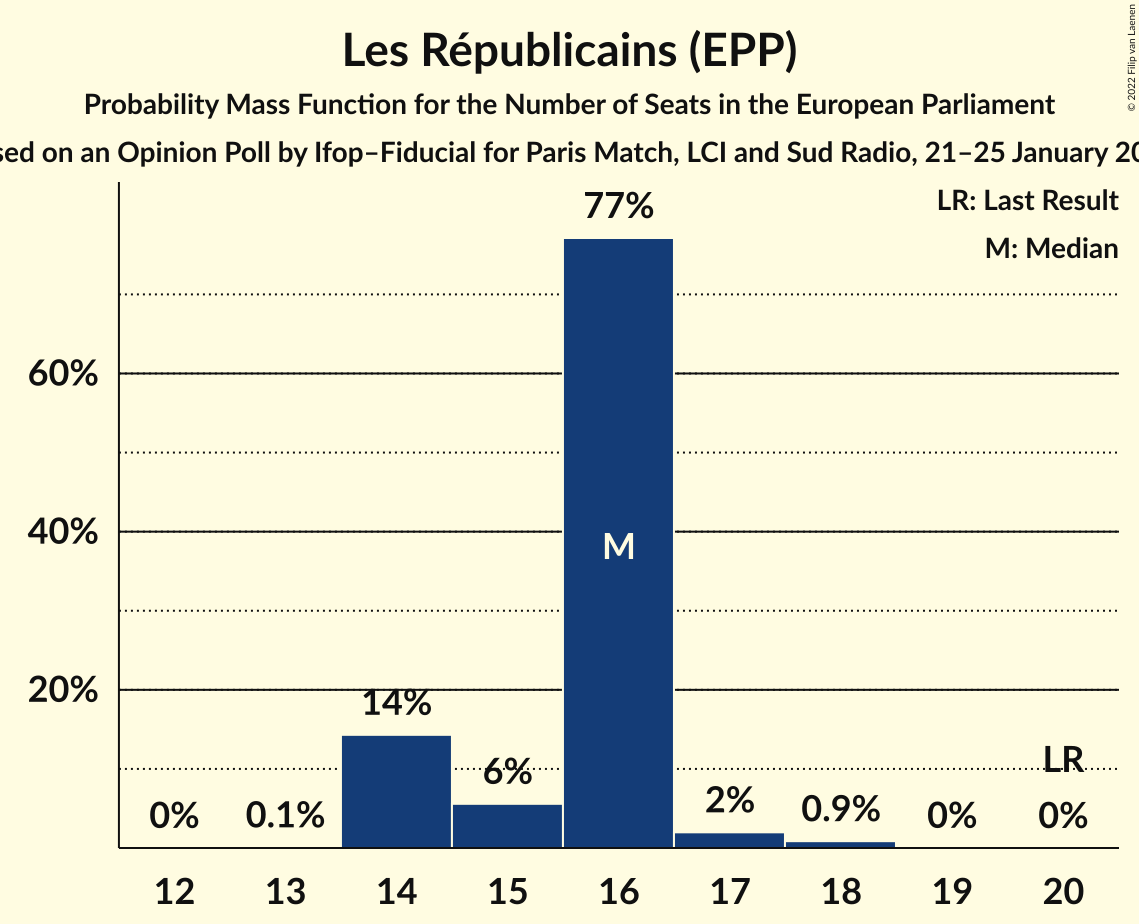 Les Républicains (EPP)
Probability Mass Function for the Number of Seats in the European Parliament
on an Opinion Poll by Ifop–Fiducial for Paris Match, LCI and Sud Radio, 21–25 January
© 2022 Filip van Laenen
LR: Last Result
M: Median
77%
60%
40%
M
20%
14%
6%
LR
0%
0.1%
2%
0.9%
0%
0%
12 13 14 15 16 17 18 19 20